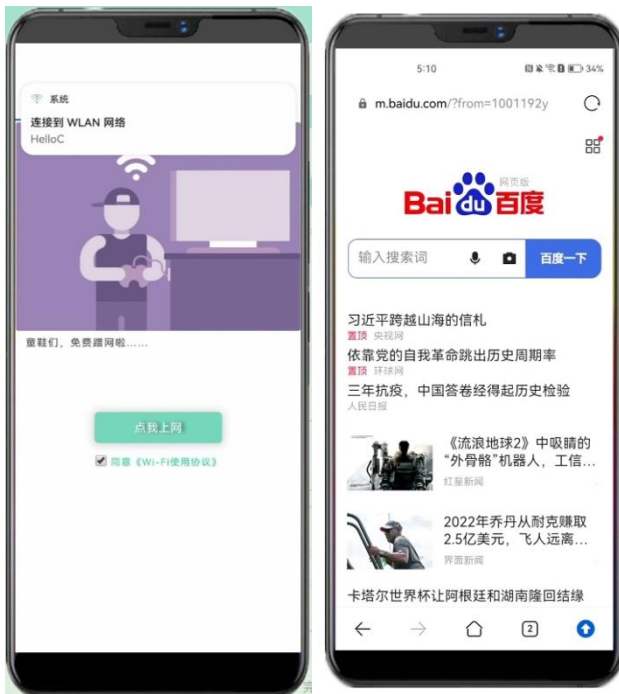 系统
连接到 WLAN 网络
HelloC
童鞋们，免费蹭网啦......
点我上网
同意《Wi-Fi使用协议》
5:10
34%
m.baidu.com/?from=1001192y
网页版
Bai du 百度
输入搜索词
百度一下
习近平跨越山海的信札
置顶 央视网
依靠党的自我革命跳出历史周期率
置顶 环球网
三年抗疫，中国答卷经得起历史检验
人民日报
《流浪地球2》中吸睛的
“外骨骼”机器人，工信...
红星新闻
2022年乔丹从耐克赚取
2.5亿美元，飞人远离...
界面新闻
卡塔尔世界杯让阿根廷和湖南隆回结缘
2